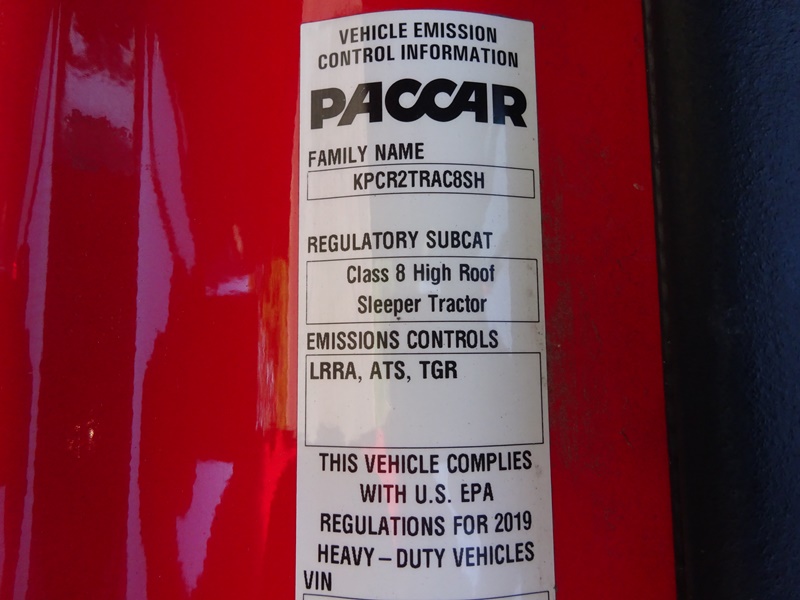 VEHICLE EMISSION
CONTROL INFORMATION
PACCAR
FAMILY NAME
KPCR2TRAC8SH
REGULATORY SUBCAT
Class 8 High Roof
Sleeper Tractor
EMISSIONS CONTROLS
LRRA, ATS, TGR
THIS VEHICLE COMPLIES
WITH U.S. EPA
REGULATIONS FOR 2019
HEAVY–DUTY VEHICLES
VIN